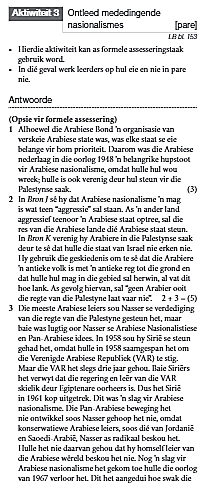 Aktiwiteit 3 Ontleed mededingende
nasionalismes [pare]
LB bl. 153
• Hierdie aktiwiteit kan as formele assesseringstaak
gebruik word.
• In dié geval werk leerders op hul eie en nie in pare
nie.
Antwoorde
(Opsie vir formele assessering)
1 Alhoewel die Arabiese Bond 'n organisasie van
verskeie Arabiese state was, was elke staat se eie
belange vir hom prioriteit. Daarom was die Arabiese
nederlaag in die oorlog 1948 'n belangrike hupstoot
vir Arabiese nasionalisme, omdat hulle hul wou
wreek; hulle is ook verenig deur hul steun vir die
Palestynse saak. (3)
2 In Bron J sê hy dat Arabiese nasionalisme 'n mag
is wat teen “aggressie” sal staan. As 'n ander land
aggressief teenoor 'n Arabiese staat optree, sal die
res van die Arabiese lande dié Arabiese staat steun.
In Bron K verenig hy Arabiere in die Palestynse saak
deur te sê dat hulle die staat van Israel nie erken nie.
Hy gebruik die geskiedenis om te sê dat die Arabiere
'n antieke volk is met 'n antieke reg tot die grond en
dat hulle hul mag in die gebied sal herwin, al vat dit
hoe lank. As gevolg hiervan, sal “geen Arabier ooit
die regte van die Palestyne laat vaar nie”. 2 + 3 = (5)
3 Die meeste Arabiese leiers sou Nasser se verdediging
van die regte van die Palestyne gesteun het, maar
baie was lugtig oor Nasser se Arabiese Nasionalistiese
en Pan-Arabiese idees. In 1958 sou hy Sirië se steun
gehad het, omdat hulle in 1958 saamgespan het om
die Verenigde Arabiese Republiek (VAR) te stig.
Maar die VAR het slegs drie jaar gehou. Baie Siriërs
het verwyt dat die regering en leër van die VAR
skielik deur Egiptenare oorheers is. Dus het Sirië
in 1961 kop uitgetrek. Dit was 'n slag vir Arabiese
nasionalisme. Die Pan-Arabiese beweging het
nie ontwikkel soos Nasser gehoop het nie, omdat
konserwatiewe Arabiese leiers, soos dié van Jordanië
en Saoedi-Arabië, Nasser as radikaal beskou het.
Hulle het nie daarvan gehou dat hy homself leier van
die Arabiese wêreld beskou het nie. Nog 'n slag vir
Arabiese nasionalisme het gekom toe hulle die oorlog
van 1967 verloor het. Dit het aangedui hoe swak die